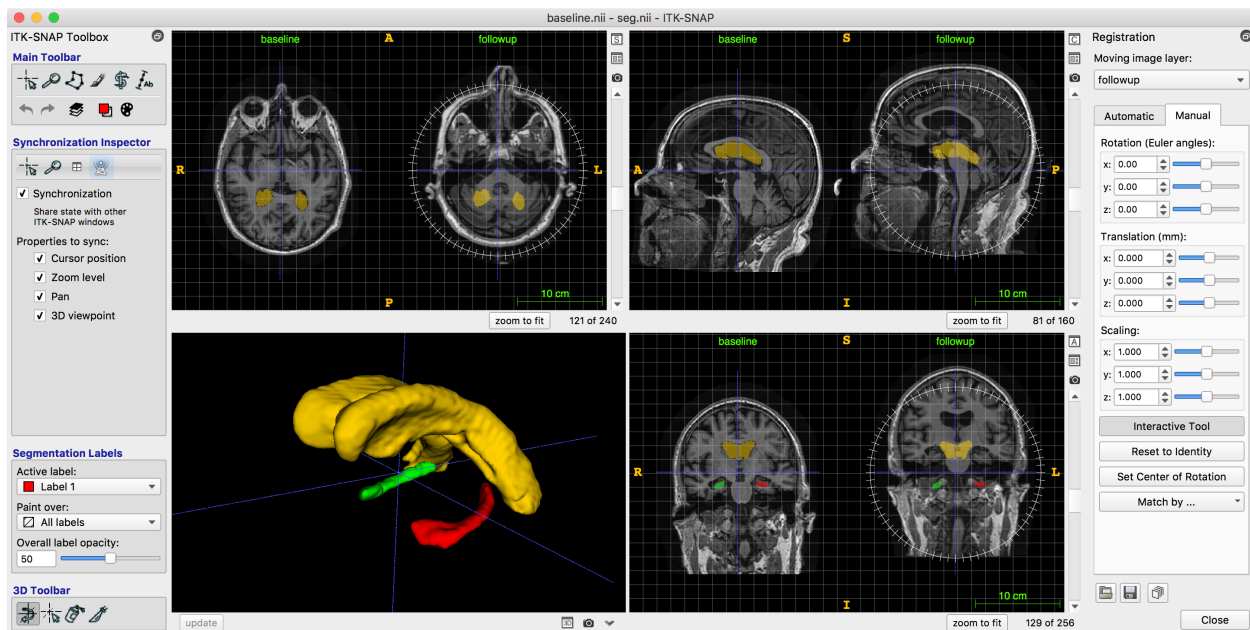 baseline.nii - seg.nii - ITK-SNAP
ITK-SNAP Toolbox
Main Toolbar
Ab
Synchronization Inspector
Synchronization
Share state with other
ITK-SNAP windows
Properties to sync:
Cursor position
Zoom level
Pan
3D viewpoint
Segmentation Labels
Active label:
Label 1
Paint over:
All labels
Overall label opacity:
50
3D Toolbar
baseline
A
followup
S
R
L
P
10 cm
zoom to fit
121 of 240
baseline
S
followup
C
A
P
I
10 cm
zoom to fit
81 of 160
update
3D
baseline
S
followup
A
R
L
I
10 cm
zoom to fit
129 of 256
Registration
Moving image layer:
followup
Automatic
Manual
Rotation (Euler angles):
x: 0.00
y: 0.00
z: 0.00
Translation (mm):
x: 0.000
y: 0.000
z: 0.000
Scaling:
x: 1.000
y: 1.000
z: 1.000
Interactive Tool
Reset to Identity
Set Center of Rotation
Match by ...
Close